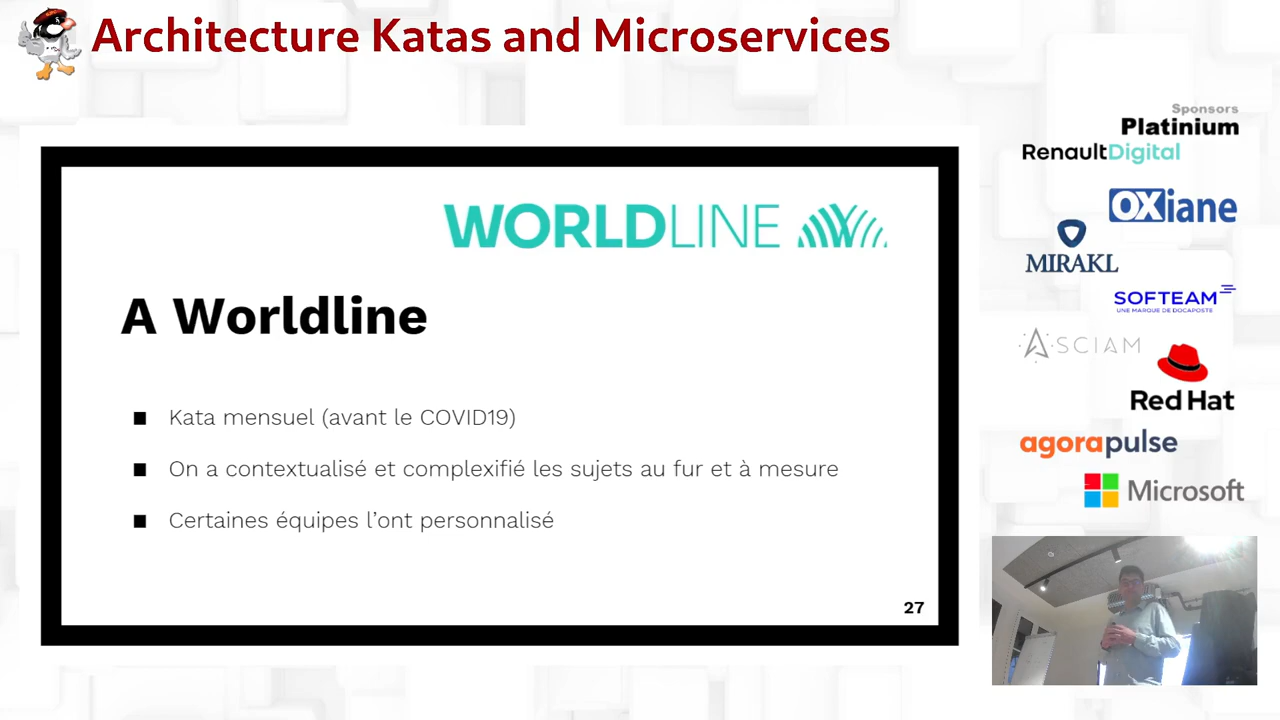 Architecture Katas and Microservices
WORLDLINE
A Worldline
■ Kata mensuel (avant le COVID19)
■ On a contextualisé et complexifié les sujets au fur et à mesure
■ Certaines équipes l’ont personnalisé
27
Sponsors
Platinium
RenaultDigital
OXiane
MIRAKL
SOFTEAM
UNE MARQUE DE DOCAPOSTE
ASCIAM
Red Hat
agorapulse
Microsoft